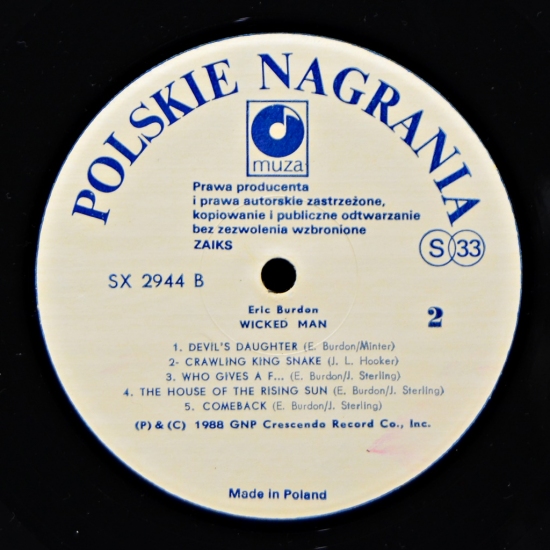 POLSKIE NAGRANIA
muza
Prawa producenta
i prawa autorskie zastrzeżone,
kopiowanie i publiczne odtwarzanie
bez zezwolenia wzbronione
ZAIKS
S 33
SX 2944 B
Eric Burdon
WICKED MAN
2
1. DEVIL'S DAUGHTER (E. Burdon/Minter)
2- CRAWLING KING SNAKE (J. L. Hooker)
3. WHO GIVES A F... (E. Burdon/J. Sterling)
4. THE HOUSE OF THE RISING SUN (E. Burdon/J. Sterling)
5. COMEBACK (E. Burdon/J. Sterling)
(P) & (C) 1988 GNP Crescendo Record Co., Inc.
Made in Poland